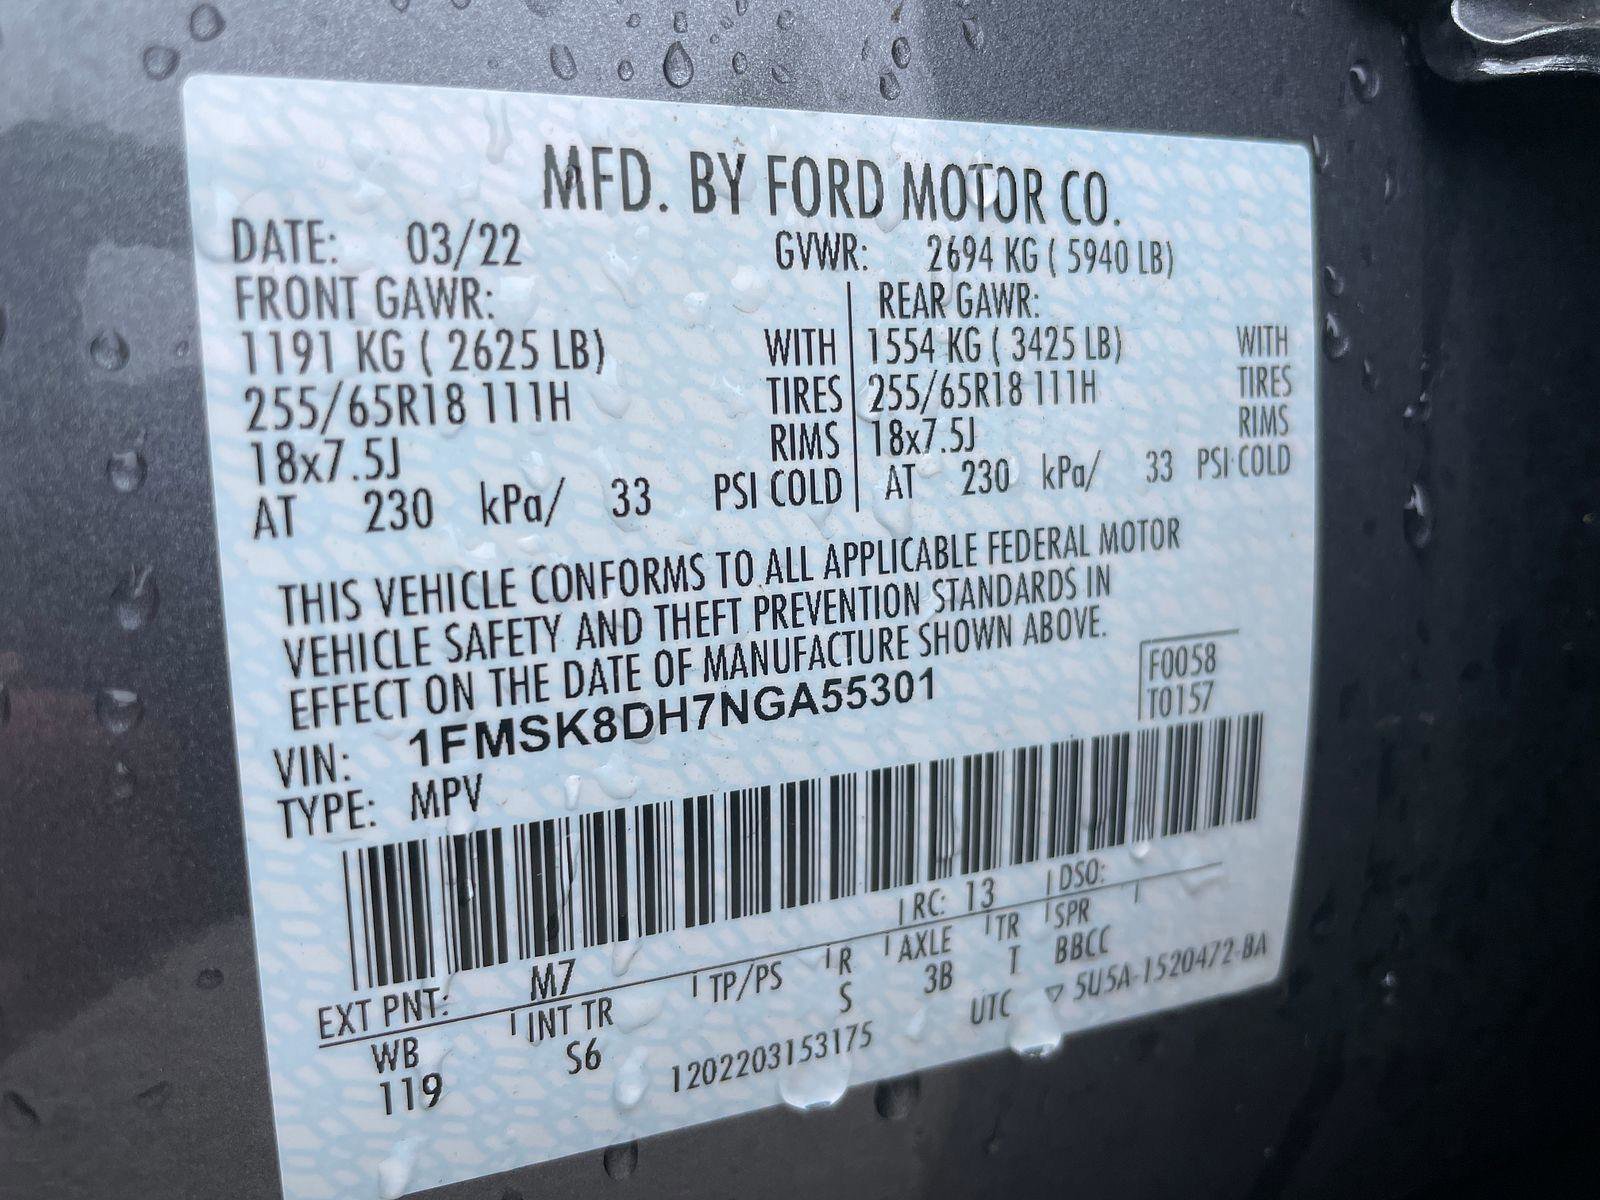 MFD. BY FORD MOTOR CO.
DATE: 03/22 GVWR: 2694 KG ( 5940 LB)
FRONT GAWR: REAR GAWR:
1191 KG ( 2625 LB) WITH 1554 KG ( 3425 LB) WITH
255/65R18 111H TIRES 255/65R18 111H TIRES
18x7.5J RIMS 18x7.5J RIMS
AT 230 kPa/ 33 PSI COLD AT 230 kPa/ 33 PSI COLD
THIS VEHICLE CONFORMS TO ALL APPLICABLE FEDERAL MOTOR
VEHICLE SAFETY AND THEFT PREVENTION STANDARDS IN
EFFECT ON THE DATE OF MANUFACTURE SHOWN ABOVE.
VIN: 1FMSK8DH7NGA55301 F0058
TYPE: MPV T0157
EXT PNT: M7 RC: 13 DSO:
WB INT TR TP/PS R AXLE TR SPR
119 S6 S 3B T BBCC
1202203153175 UTC ▽ 5U5A-1520472-BA